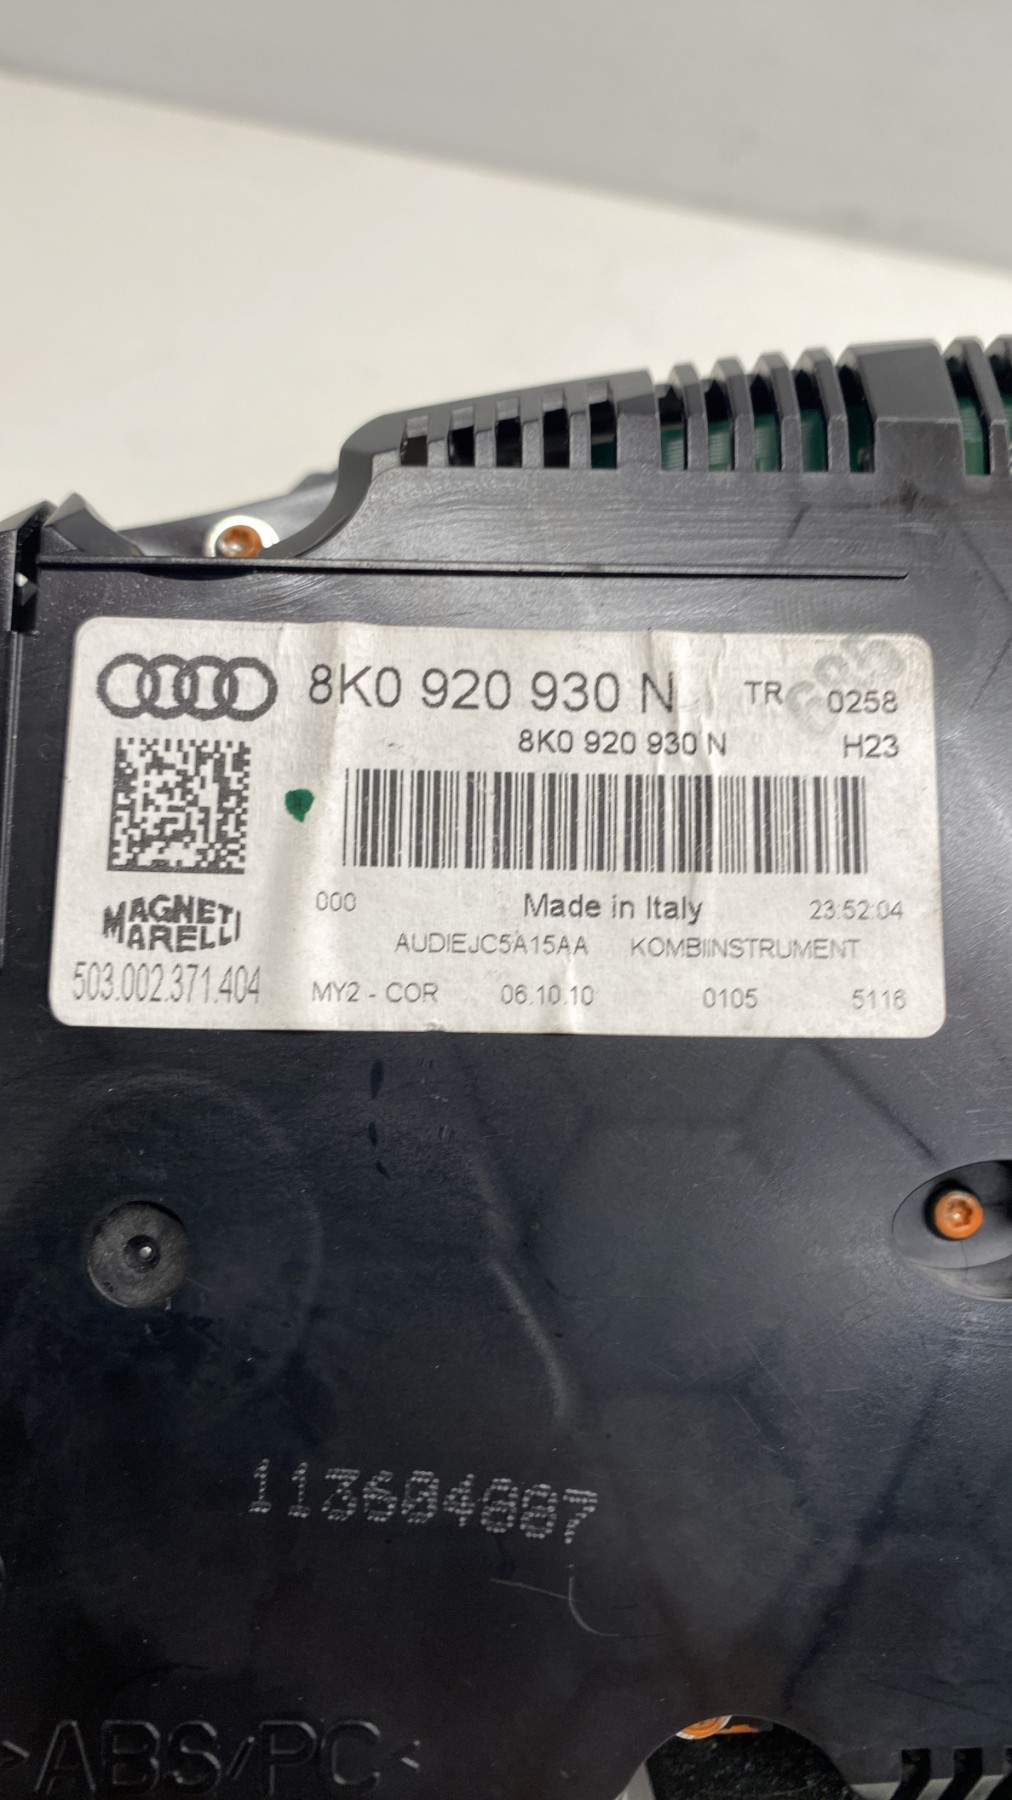 8K0 920 930 N TR 0258
8K0 920 930 N H23
000 Made in Italy 23:52:04
MAGNETI
MARELLI
AUDIEJC5A15AA KOMBIINSTRUMENT
503.002.371.404 MY2 - COR 06.10.10 0105 5116
>ABS/PC<